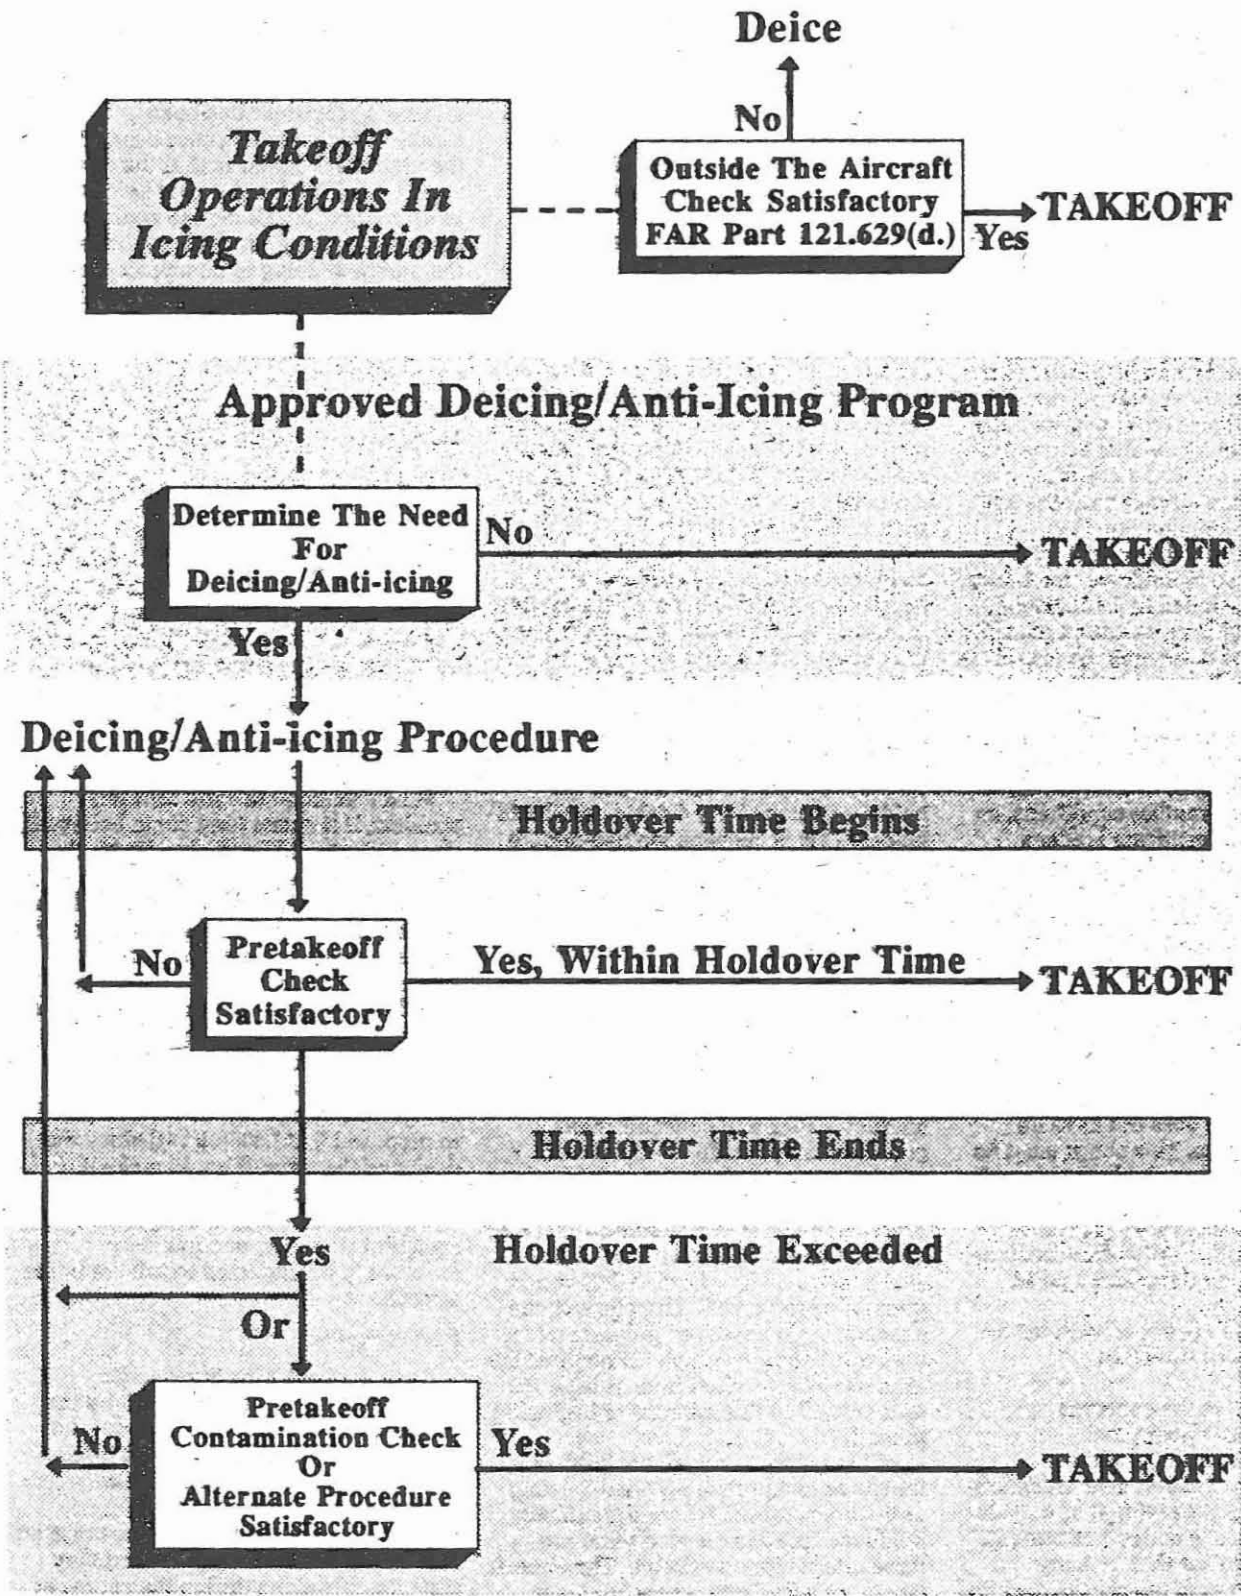 Deice
No
Takeoff
Operations In
Icing Conditions
Outside The Aircraft
Check Satisfactory
FAR Part 121.629(d.)
Yes
TAKEOFF
Approved Deicing/Anti-Icing Program
Determine The Need
For
Deicing/Anti-icing
No
TAKEOFF
Yes
Deicing/Anti-icing Procedure
Holdover Time Begins
No
Pretakeoff
Check
Satisfactory
Yes, Within Holdover Time
TAKEOFF
Holdover Time Ends
Yes
Holdover Time Exceeded
Or
No
Pretakeoff
Contamination Check
Or
Alternate Procedure
Satisfactory
Yes
TAKEOFF